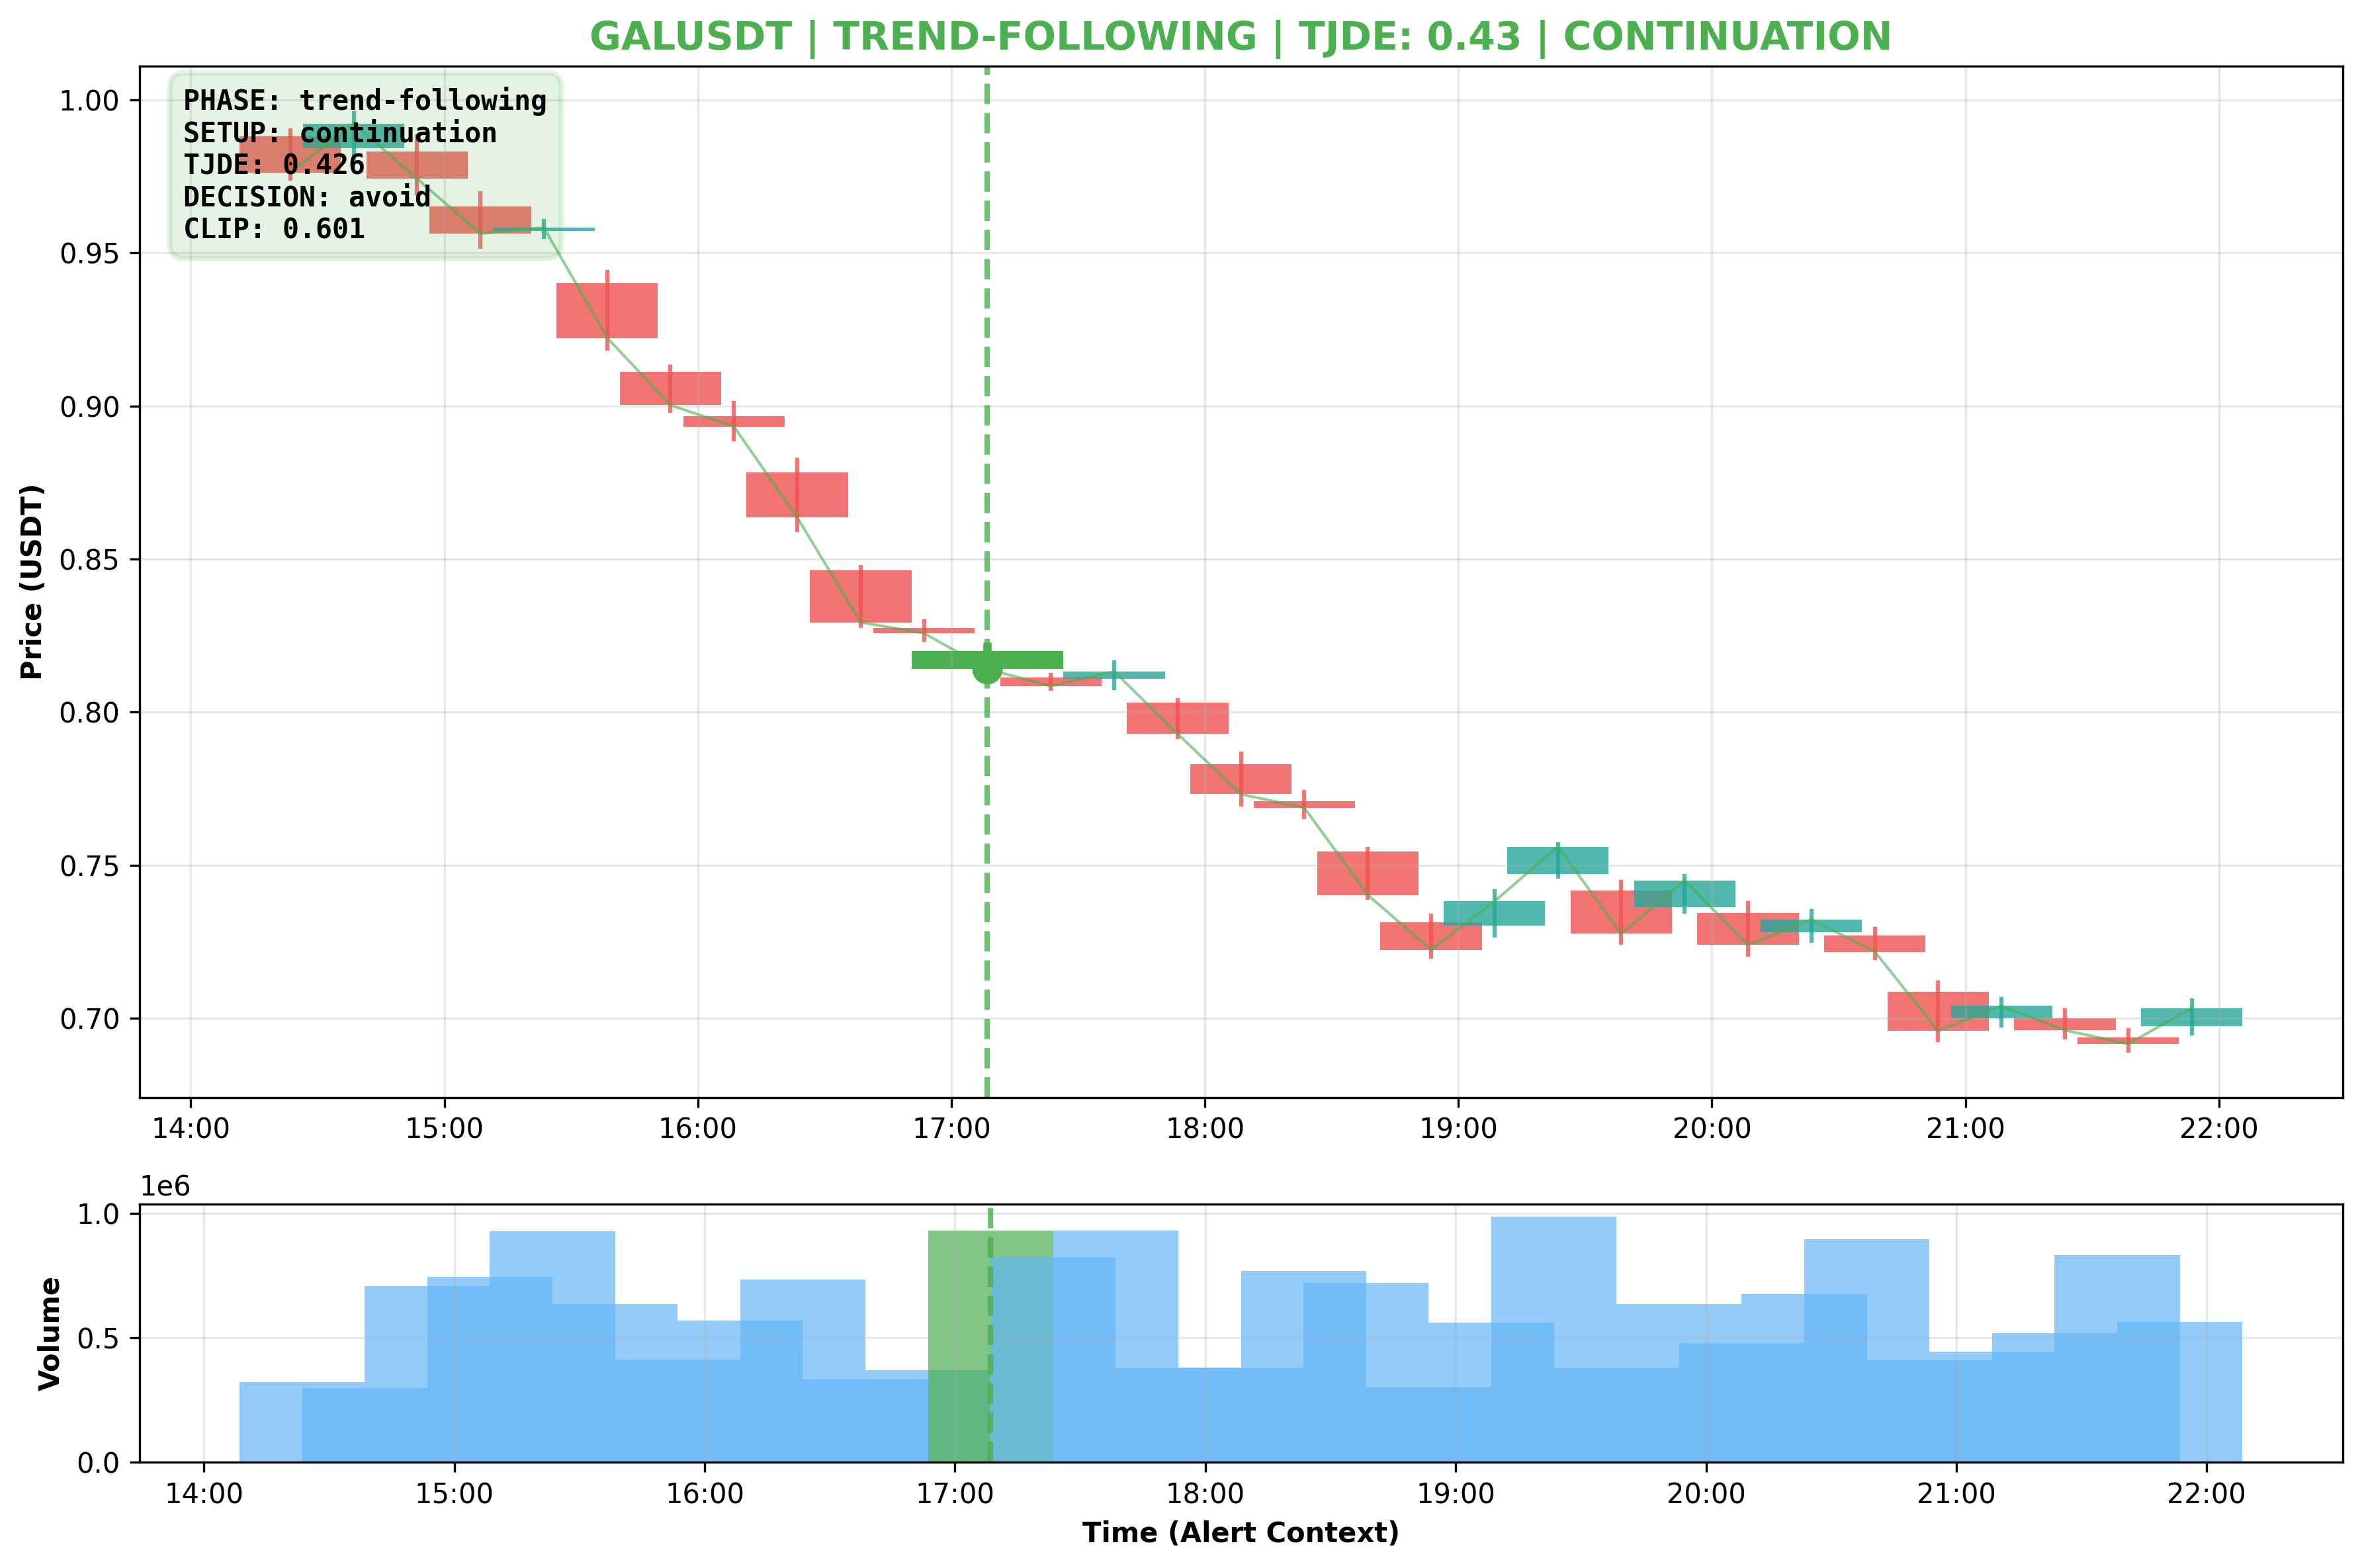 GALUSDT | TREND-FOLLOWING | TJDE: 0.43 | CONTINUATION
PHASE: trend-following
SETUP: continuation
TJDE: 0.426
DECISION: avoid
CLIP: 0.601
Price (USDT)
1.00
0.95
0.90
0.85
0.80
0.75
0.70
14:00 15:00 16:00 17:00 18:00 19:00 20:00 21:00 22:00
1e6
Volume
1.0
0.5
0.0
14:00 15:00 16:00 17:00 18:00 19:00 20:00 21:00 22:00
Time (Alert Context)